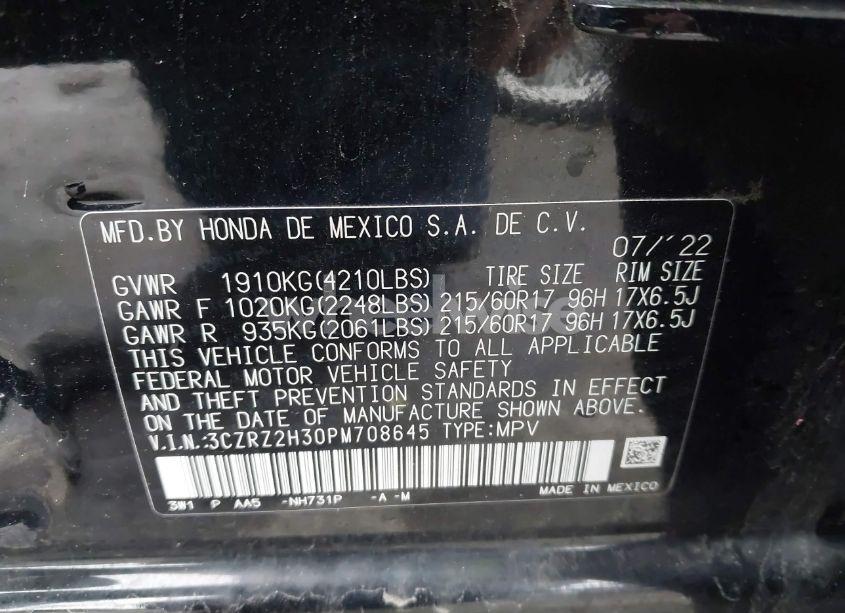 MFD.BY HONDA DE MEXICO S.A. DE C.V. 07/'22
GVWR 1910KG(4210LBS) TIRE SIZE RIM SIZE
GAWR F 1020KG(2248LBS) 215/60R17 96H 17X6.5J
GAWR R 935KG(2061LBS) 215/60R17 96H 17X6.5J
THIS VEHICLE CONFORMS TO ALL APPLICABLE
FEDERAL MOTOR VEHICLE SAFETY
AND THEFT PREVENTION STANDARDS IN EFFECT
ON THE DATE OF MANUFACTURE SHOWN ABOVE.
V.I.N.:3CZRZ2H30PM708645 TYPE:MPV
3W1 P AA5 -NH731P -A -M MADE IN MEXICO